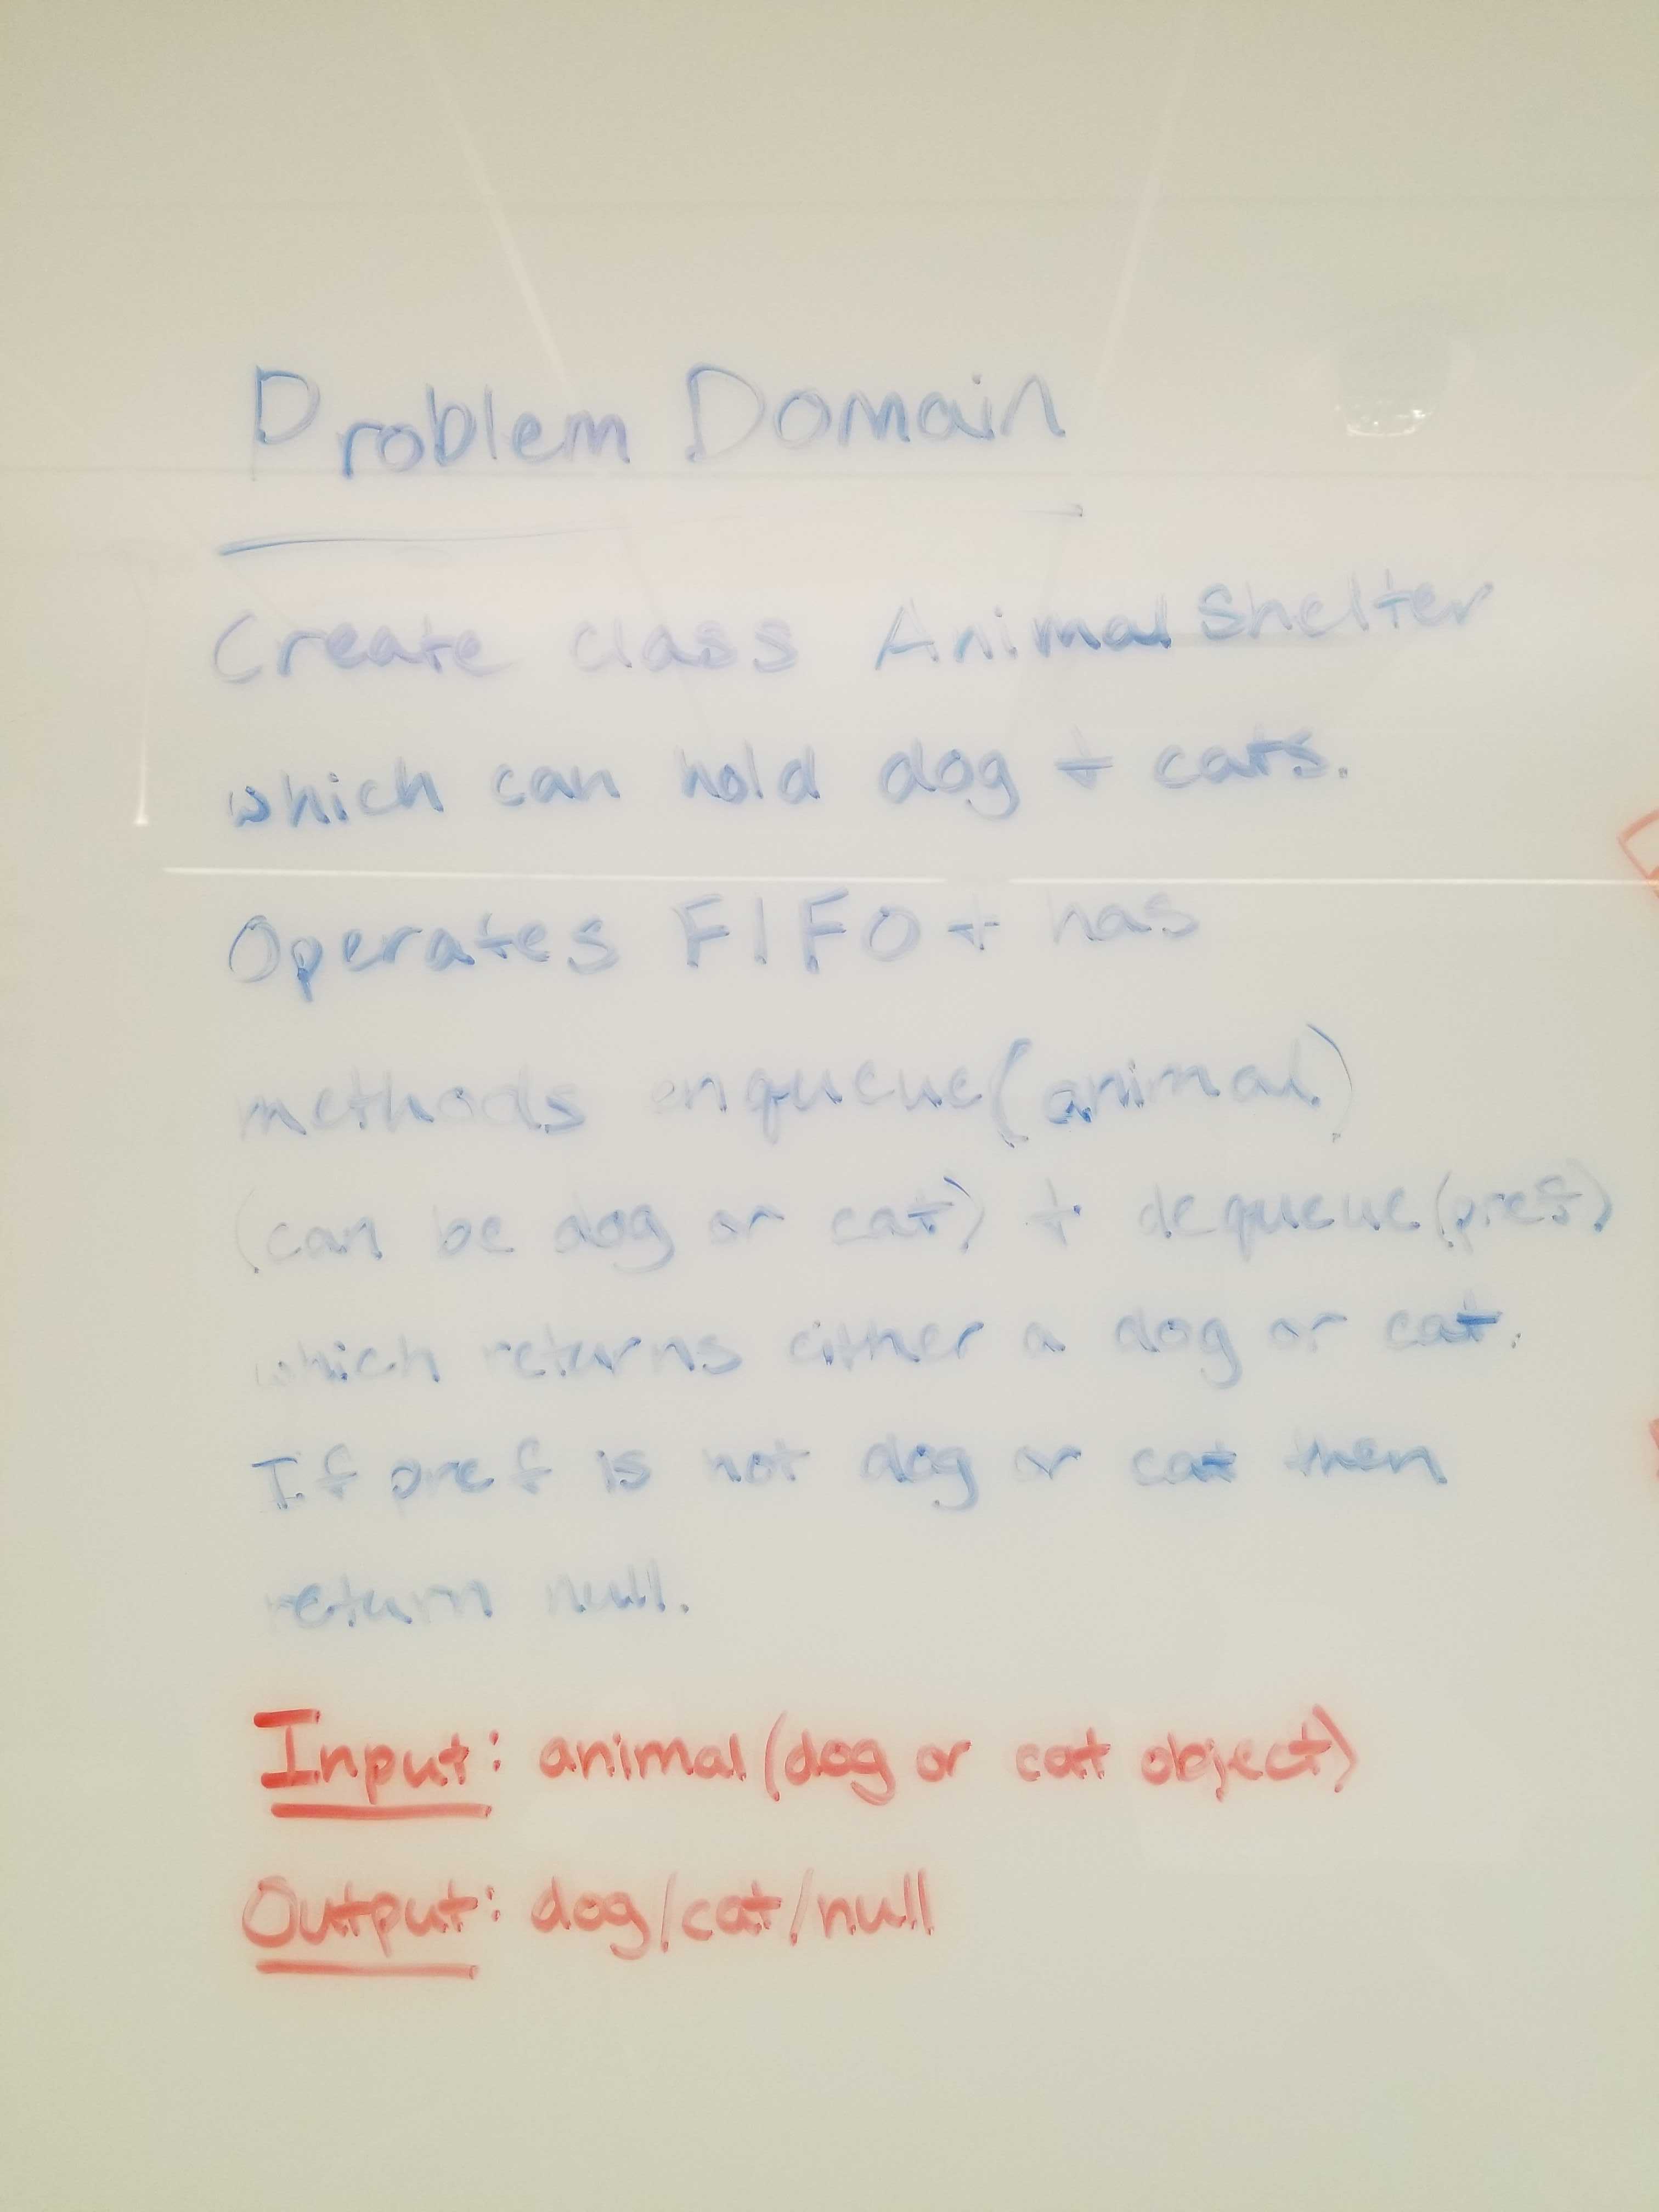 Problem Domain
Create class AnimalShelter
which can hold dog + cats.
Operates FIFO + has
methods enqueue(animal)
(can be dog or cat) + dequeue(pref)
which returns either a dog or cat.
If pref is not dog or cat then
return null.
Input: animal(dog or cat object)
Output: dog/cat/null